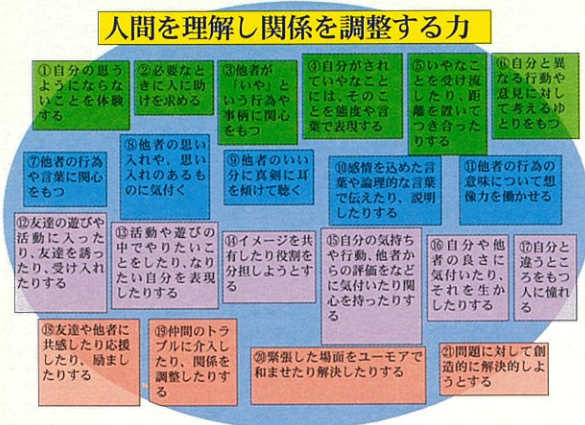 人間を理解し関係を調整する力
①自分の思う
ようにならな
いことを体験
する
②必要なと
きに人に助
けを求める
③他者が
「いや」と
いう行為や
事柄に関心
をもつ
④自分がされ
ていやなこと
には、そのこ
とを態度や言
葉で表現する
⑤いやなこ
とを受け流
したり、距
離を置いて
つき合った
りする
⑥自分と異
なる行動や
意見に対し
て考えるゆ
とりをもつ
⑦他者の行為
や言葉に関心
をもつ
⑧他者の思い
入れや、思い
入れのあるも
のに気付く
⑨他者のいい
分に真剣に耳
を傾けて聴く
⑩感情を込めた言
葉や論理的な言葉
で伝えたり、説明
したりする
⑪他者の行為の
意味について想
像力を働かせる
⑫友達の遊びや
活動に入った
り、友達を誘っ
たり、受け入れ
たりする
⑬活動や遊びの
中でやりたいこ
とをしたり、なり
たい自分を表現
したりする
⑭イメージを共
有したり役割を
分担しようとす
る
⑮自分の気持ち
や行動、他者か
らの評価をなど
に気付いたり関
心を持ったりす
る
⑯自分や他
者の良さに
気付いたり、
それを生か
したりする
⑰自分と
違うとこ
ろをもつ
人に憧れ
る
⑱友達や他者に
共感したり応援
したり、励まし
たりする
⑲仲間のトラ
ブルに介入し
たり、関係を
調整したりす
る
⑳緊張した場面をユーモアで
和ませたり解決したりする
㉑問題に対して創
造的に解決的しよ
うとする